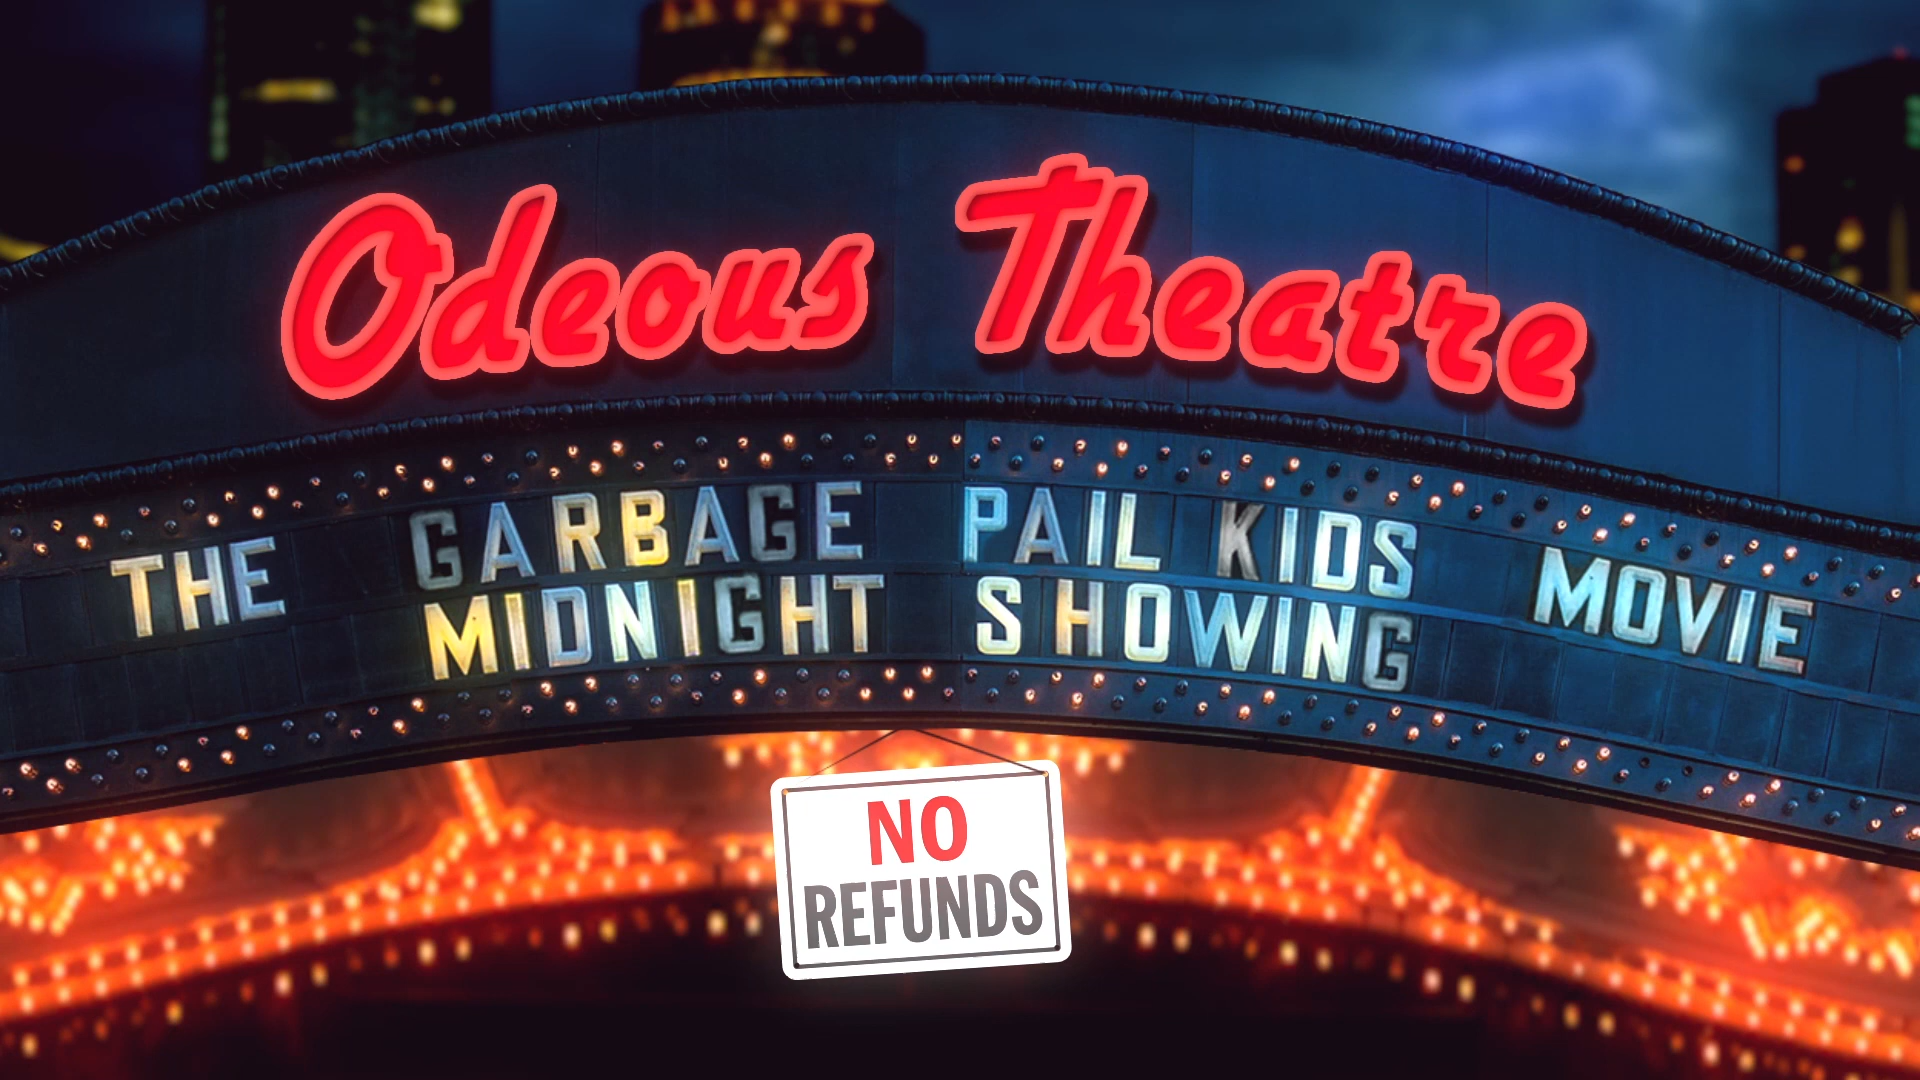 Odeous Theatre
THE GARBAGE PAIL KIDS MOVIE
MIDNIGHT SHOWING
NO
REFUNDS